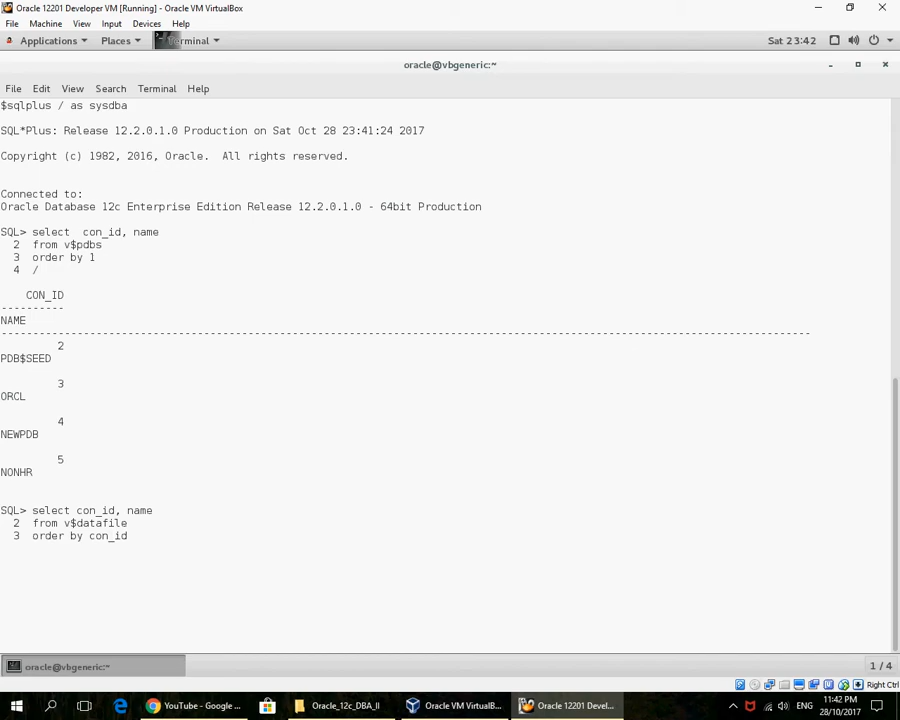 Oracle 12201 Developer VM [Running] - Oracle VM VirtualBox
File Machine View Input Devices Help
Applications Places Terminal Sat 23:42
oracle@vbgeneric:~
File Edit View Search Terminal Help
$sqlplus / as sysdba
SQL*Plus: Release 12.2.0.1.0 Production on Sat Oct 28 23:41:24 2017
Copyright (c) 1982, 2016, Oracle.  All rights reserved.
Connected to:
Oracle Database 12c Enterprise Edition Release 12.2.0.1.0 - 64bit Production
SQL> select  con_id, name
2  from v$pdbs
3  order by 1
4  /
CON_ID
----------
NAME
--------------------------------------------------------------------------------------------------------------------------------
2
PDB$SEED
3
ORCL
4
NEWPDB
5
NONHR
SQL> select con_id, name
2  from v$datafile
3  order by con_id
oracle@vbgeneric:~ 1 / 4
Right Ctrl
YouTube - Google ... Oracle_12c_DBA_II Oracle VM VirtualB... Oracle 12201 Devel... ENG 11:42 PM
28/10/2017